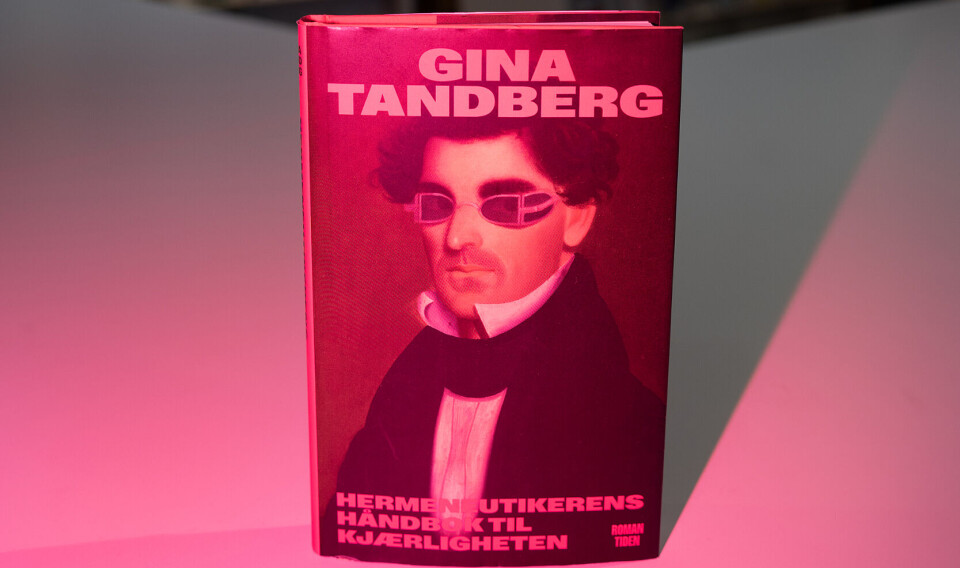 GINA
TANDBERG
HERMENEUTIKERENS
HÅNDBOK TIL
KJÆRLIGHETEN
ROMAN
TIDEN